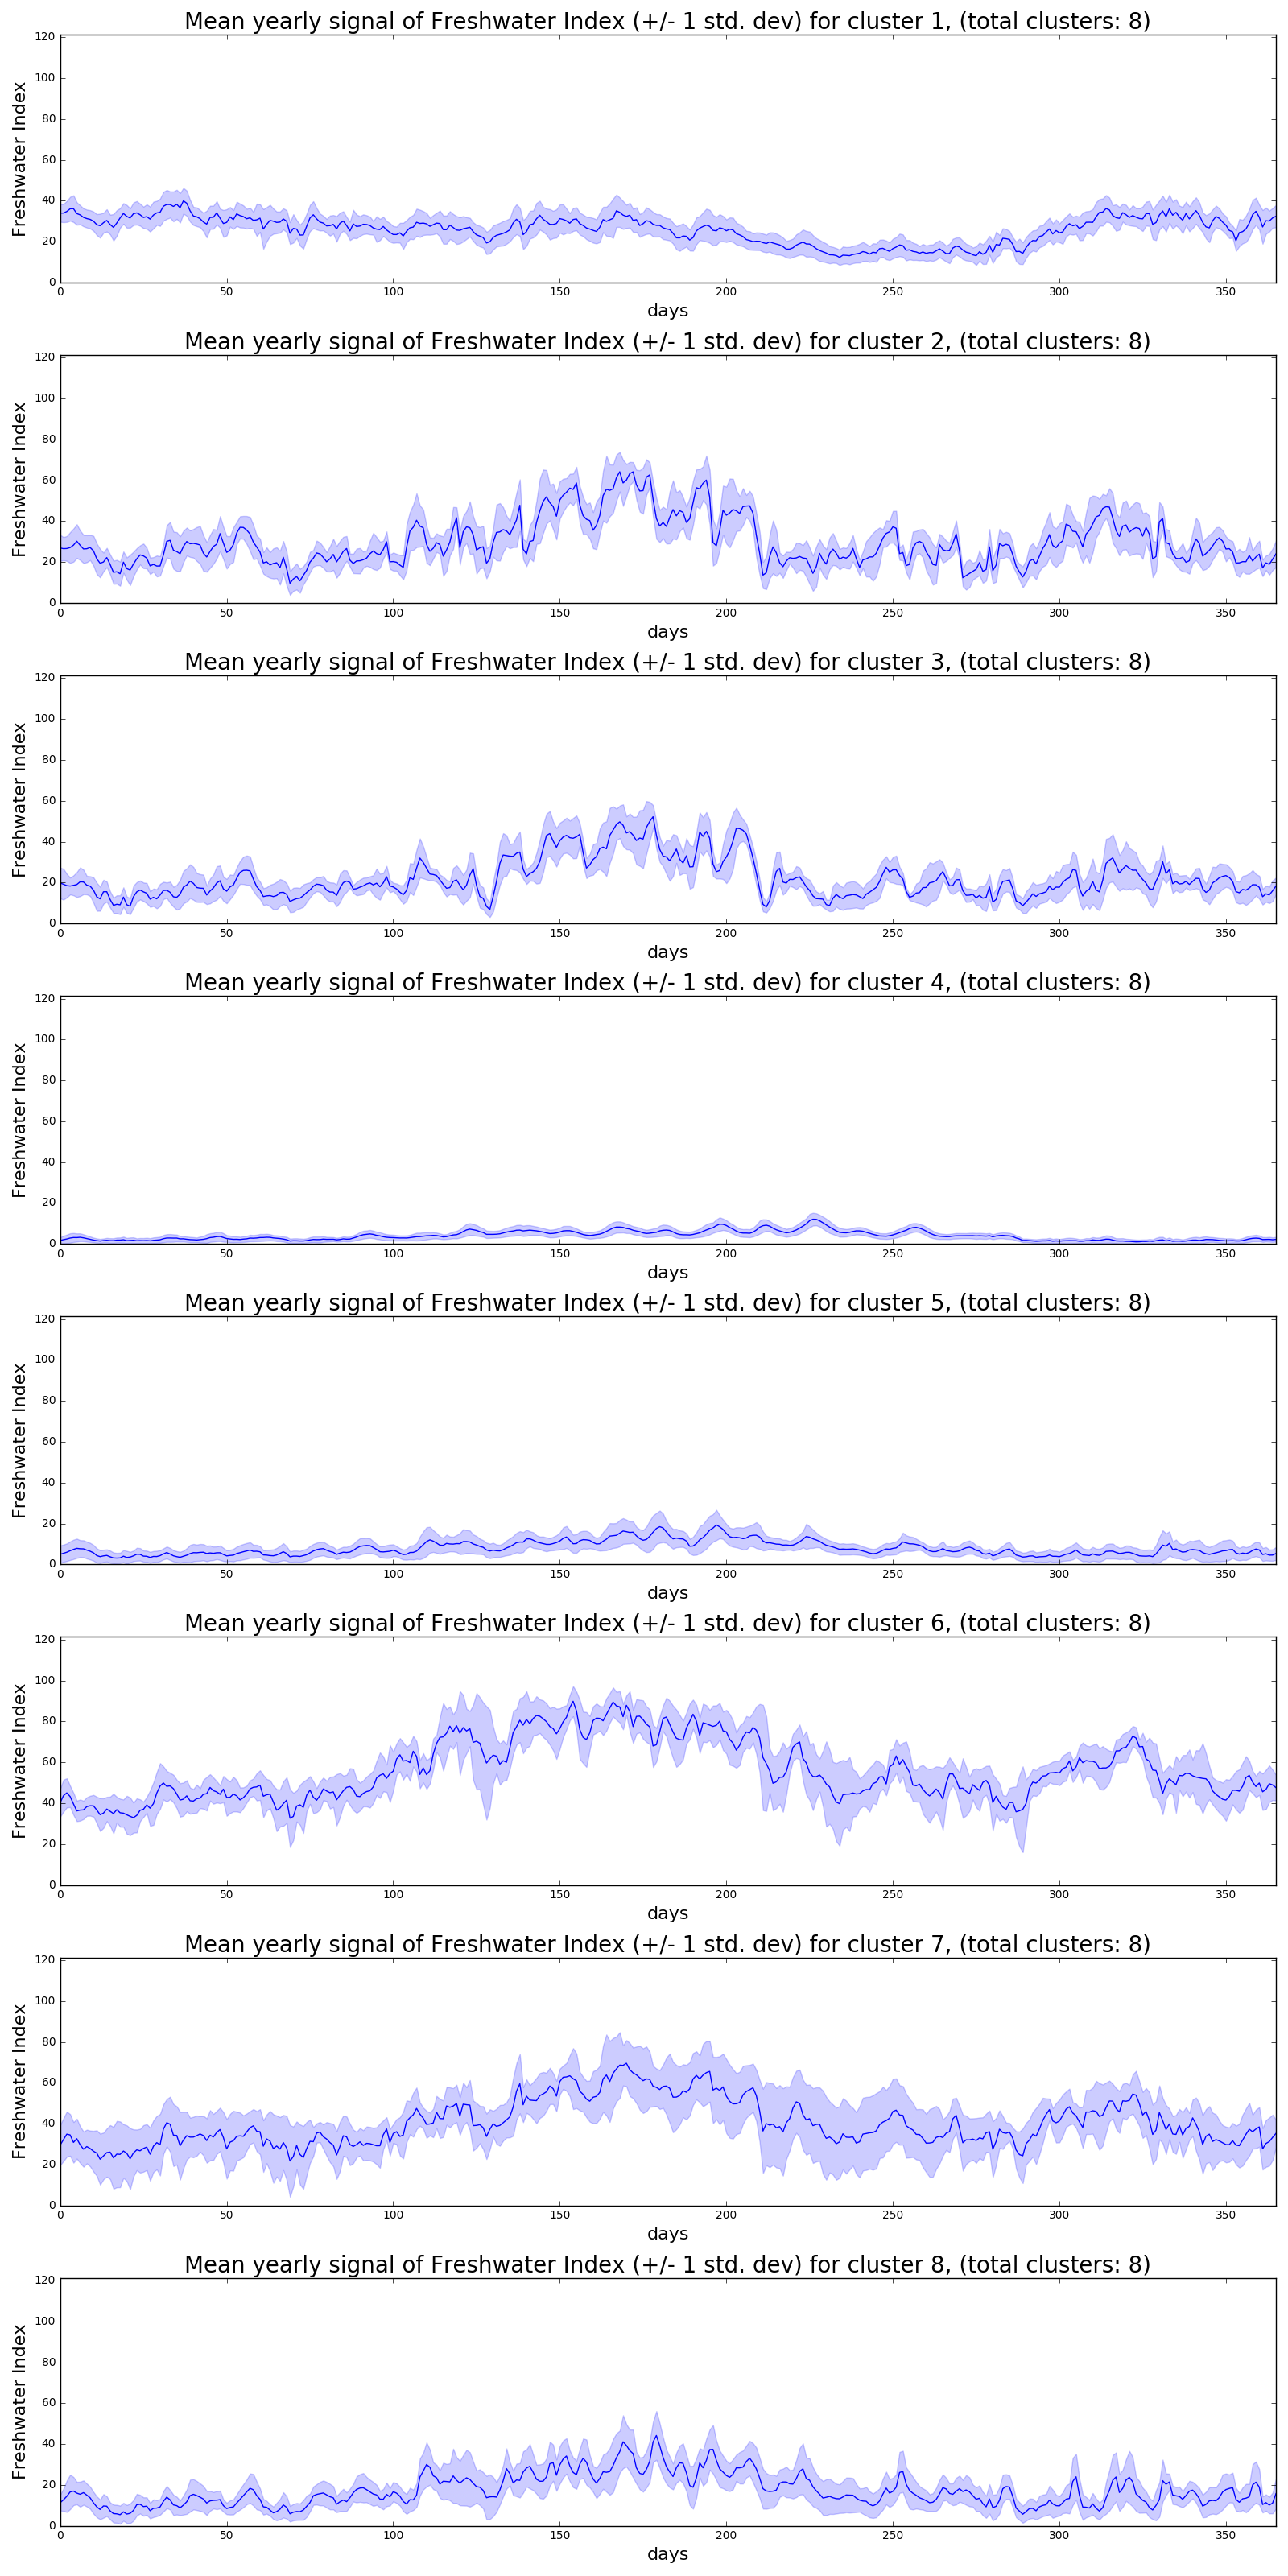 Mean yearly signal of Freshwater Index (+/- 1 std. dev) for cluster 1, (total clusters: 8)
120
100
80
60
40
20
0
Freshwater Index
0 50 100 150 200 250 300 350
days
Mean yearly signal of Freshwater Index (+/- 1 std. dev) for cluster 2, (total clusters: 8)
120
100
80
60
40
20
0
Freshwater Index
0 50 100 150 200 250 300 350
days
Mean yearly signal of Freshwater Index (+/- 1 std. dev) for cluster 3, (total clusters: 8)
120
100
80
60
40
20
0
Freshwater Index
0 50 100 150 200 250 300 350
days
Mean yearly signal of Freshwater Index (+/- 1 std. dev) for cluster 4, (total clusters: 8)
120
100
80
60
40
20
0
Freshwater Index
0 50 100 150 200 250 300 350
days
Mean yearly signal of Freshwater Index (+/- 1 std. dev) for cluster 5, (total clusters: 8)
120
100
80
60
40
20
0
Freshwater Index
0 50 100 150 200 250 300 350
days
Mean yearly signal of Freshwater Index (+/- 1 std. dev) for cluster 6, (total clusters: 8)
120
100
80
60
40
20
0
Freshwater Index
0 50 100 150 200 250 300 350
days
Mean yearly signal of Freshwater Index (+/- 1 std. dev) for cluster 7, (total clusters: 8)
120
100
80
60
40
20
0
Freshwater Index
0 50 100 150 200 250 300 350
days
Mean yearly signal of Freshwater Index (+/- 1 std. dev) for cluster 8, (total clusters: 8)
120
100
80
60
40
20
0
Freshwater Index
0 50 100 150 200 250 300 350
days